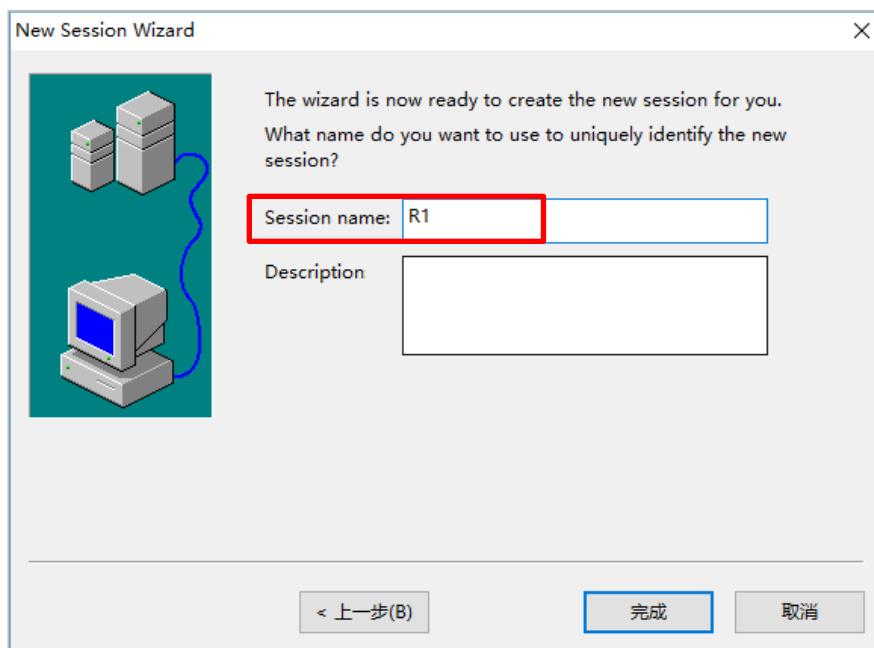 New Session Wizard
The wizard is now ready to create the new session for you.
What name do you want to use to uniquely identify the new
session?
Session name: R1
Description
< 上一步(B)
完成
取消